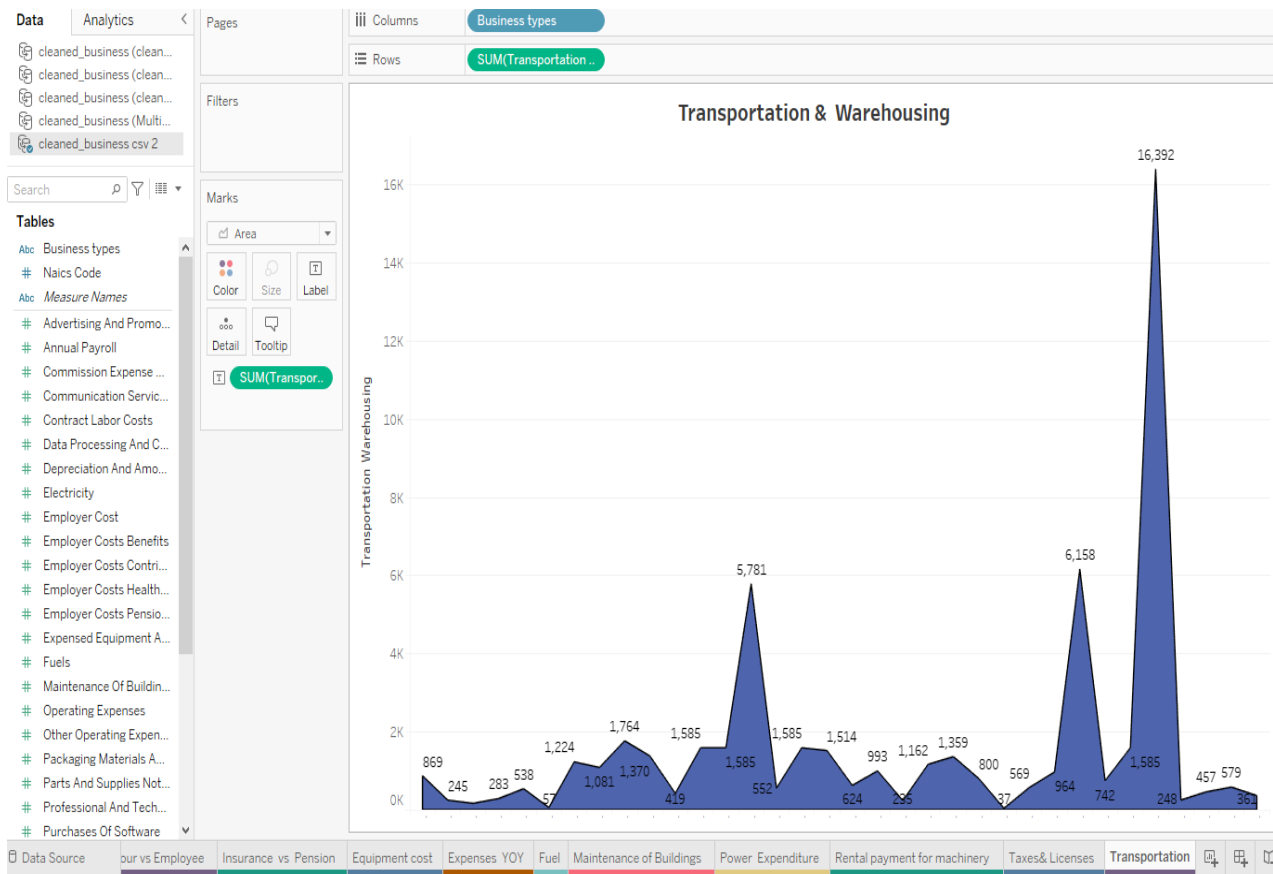 Data Analytics <
cleaned_business (clean...
cleaned_business (clean...
cleaned_business (clean...
cleaned_business (Multi...
cleaned_business csv 2
Search
Tables
Abc Business types
# Naics Code
Abc Measure Names
# Advertising And Promo...
# Annual Payroll
# Commission Expense ...
# Communication Servic...
# Contract Labor Costs
# Data Processing And C...
# Depreciation And Amo...
# Electricity
# Employer Cost
# Employer Costs Benefits
# Employer Costs Contri...
# Employer Costs Health...
# Employer Costs Pensio...
# Expensed Equipment A...
# Fuels
# Maintenance Of Buildin...
# Operating Expenses
# Other Operating Expen...
# Packaging Materials A...
# Parts And Supplies Not...
# Professional And Tech...
# Purchases Of Software
Pages
Filters
Marks
Area
Color Size Label
Detail Tooltip
SUM(Transpor..
Columns Business types
Rows SUM(Transportation ..
Transportation & Warehousing
Transportation Warehousing
16K
14K
12K
10K
8K
6K
4K
2K
0K
869
245
283
538
57
1,224
1,081
1,764
1,370
419
1,585
1,585
5,781
552
1,585
1,514
624
993
235
1,162
1,359
800
37
569
964
6,158
742
1,585
16,392
248
457
579
361
Data Source our vs Employee Insurance vs Pension Equipment cost Expenses YOY Fuel Maintenance of Buildings Power Expenditure Rental payment for machinery Taxes& Licenses Transportation